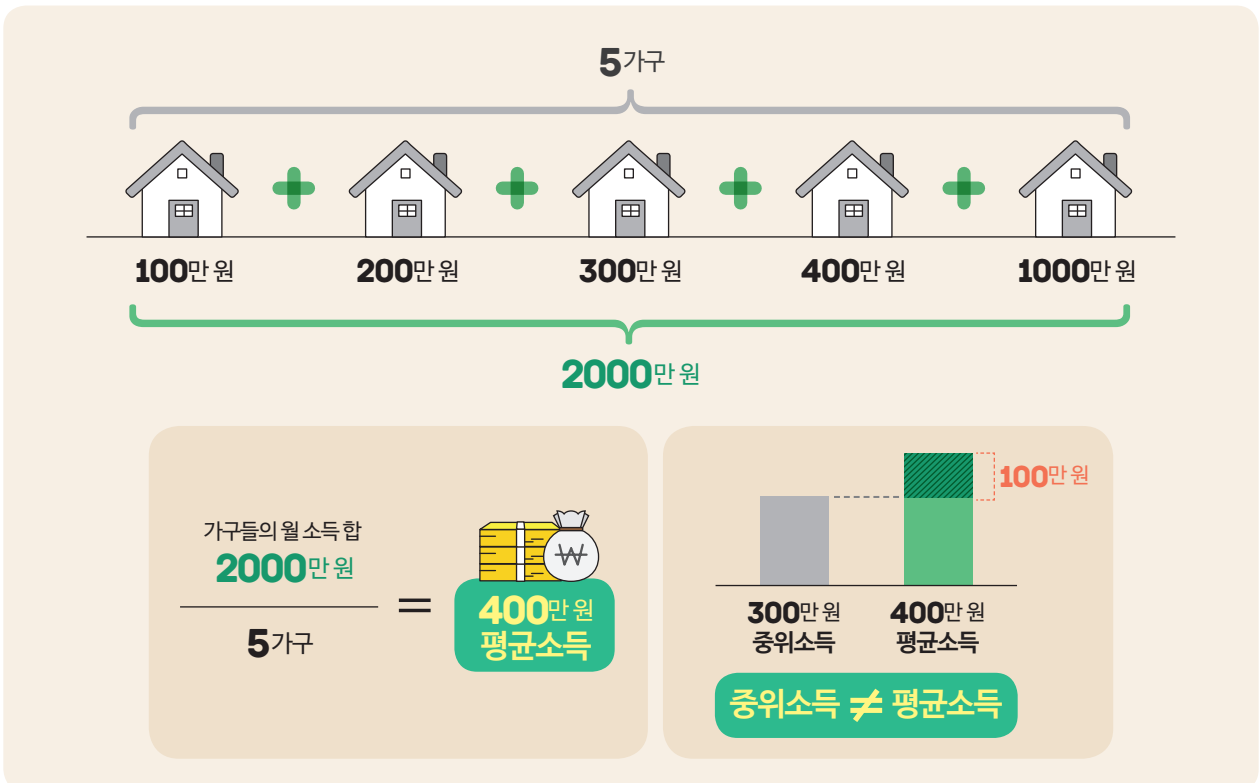 5가구
100만 원
200만 원
300만 원
400만 원
1000만 원
2000만 원
가구들의 월 소득 합
2000만 원
5가구
=
₩
400만 원
평균소득
100만 원
300만 원
중위소득
400만 원
평균소득
중위소득 ≠ 평균소득